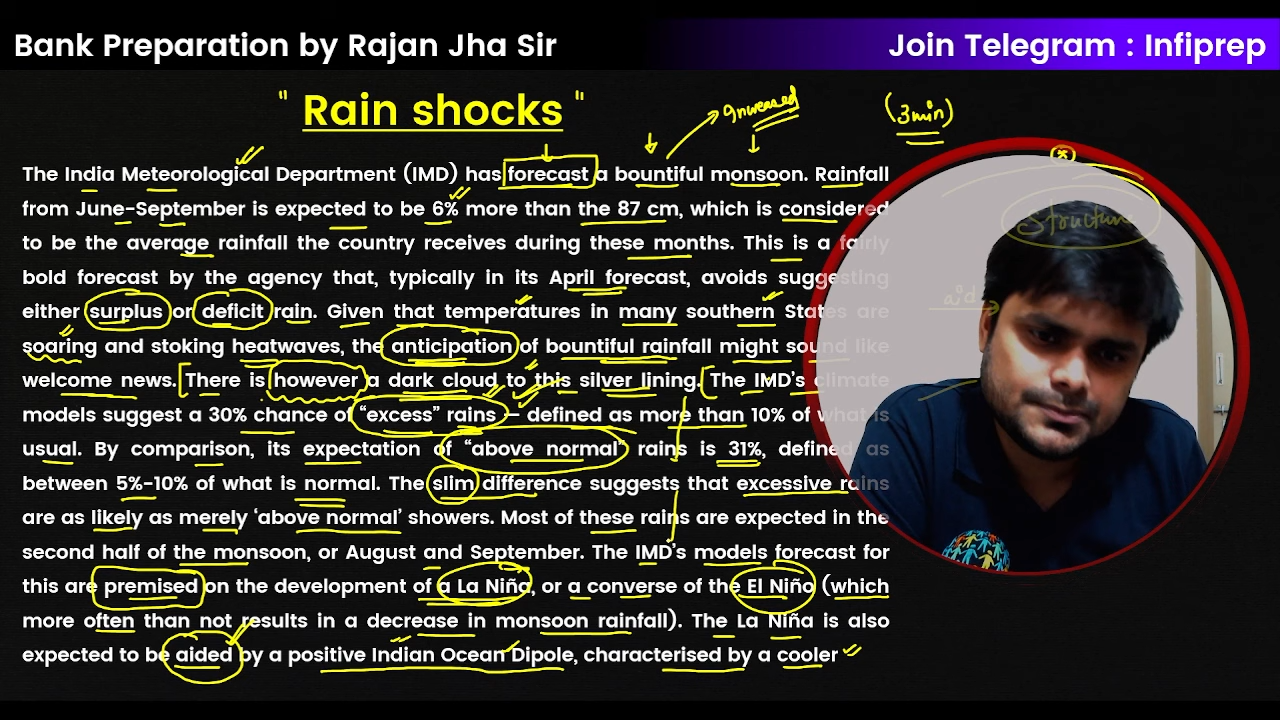 Bank Preparation by Rajan Jha Sir
Join Telegram : Infiprep
" Rain shocks "
Increased
(3min)
The India Meteorological Department (IMD) has forecast a bountiful monsoon. Rainfall
from June-September is expected to be 6% more than the 87 cm, which is considered
to be the average rainfall the country receives during these months. This is a fairly
bold forecast by the agency that, typically in its April forecast, avoids suggesting
either surplus or deficit rain. Given that temperatures in many southern States are
soaring and stoking heatwaves, the anticipation of bountiful rainfall might sound like
welcome news. There is however a dark cloud to this silver lining. The IMD's climate
models suggest a 30% chance of "excess" rains – defined as more than 10% of what is
usual. By comparison, its expectation of "above normal" rains is 31%, defined as
between 5%-10% of what is normal. The slim difference suggests that excessive rains
are as likely as merely 'above normal' showers. Most of these rains are expected in the
second half of the monsoon, or August and September. The IMD's models forecast for
this are premised on the development of a La Niña, or a converse of the El Niño (which
more often than not results in a decrease in monsoon rainfall). The La Niña is also
expected to be aided by a positive Indian Ocean Dipole, characterised by a cooler
Structure
aid